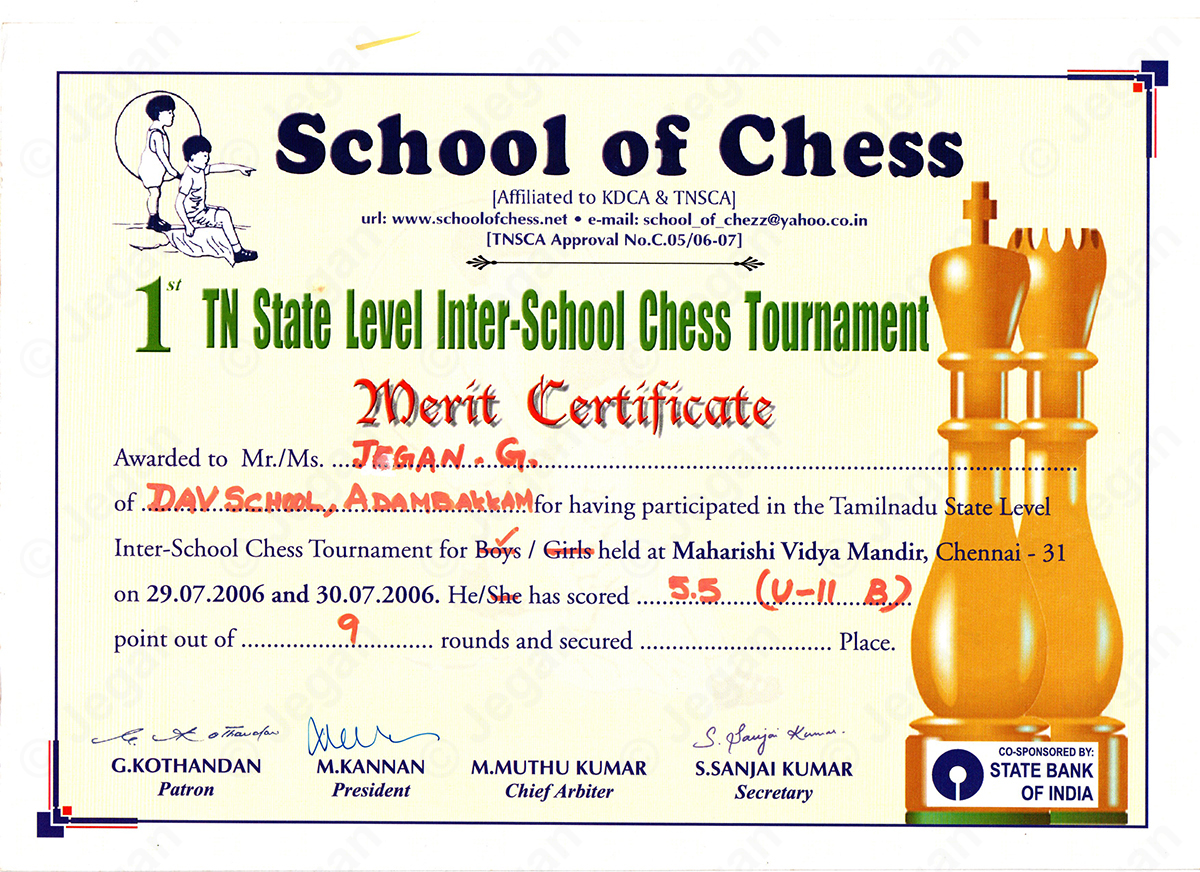 School of Chess
[Affiliated to KDCA & TNSCA]
url: www.schoolofchess.net • e-mail: school_of_chezz@yahoo.co.in
[TNSCA Approval No.C.05/06-07]
1st TN State Level Inter-School Chess Tournament
Merit Certificate
Awarded to Mr./Ms. .... JEGAN . G. ....
of DAV SCHOOL, ADAMBAKKAM for having participated in the Tamilnadu State Level
Inter-School Chess Tournament for Boys / Girls held at Maharishi Vidya Mandir, Chennai - 31
on 29.07.2006 and 30.07.2006. He/She has scored .... 5.5 (U-11 B) ....
point out of .... 9 .... rounds and secured .... Place.
G. Kothandan
S. Sanjai Kumar.
G.KOTHANDAN M.KANNAN M.MUTHU KUMAR S.SANJAI KUMAR
Patron President Chief Arbiter Secretary
CO-SPONSORED BY:
STATE BANK
OF INDIA
© Jegan